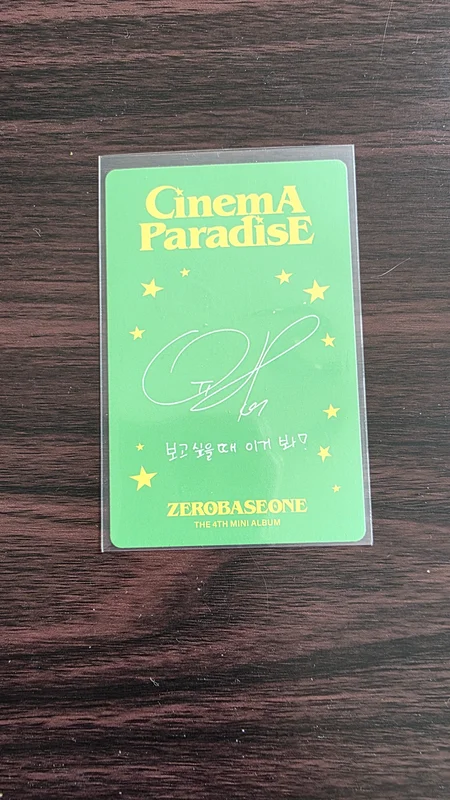 CinemA
ParadisE
보고 싶을 때 이거 봐♡
ZEROBASEONE
THE 4TH MINI ALBUM